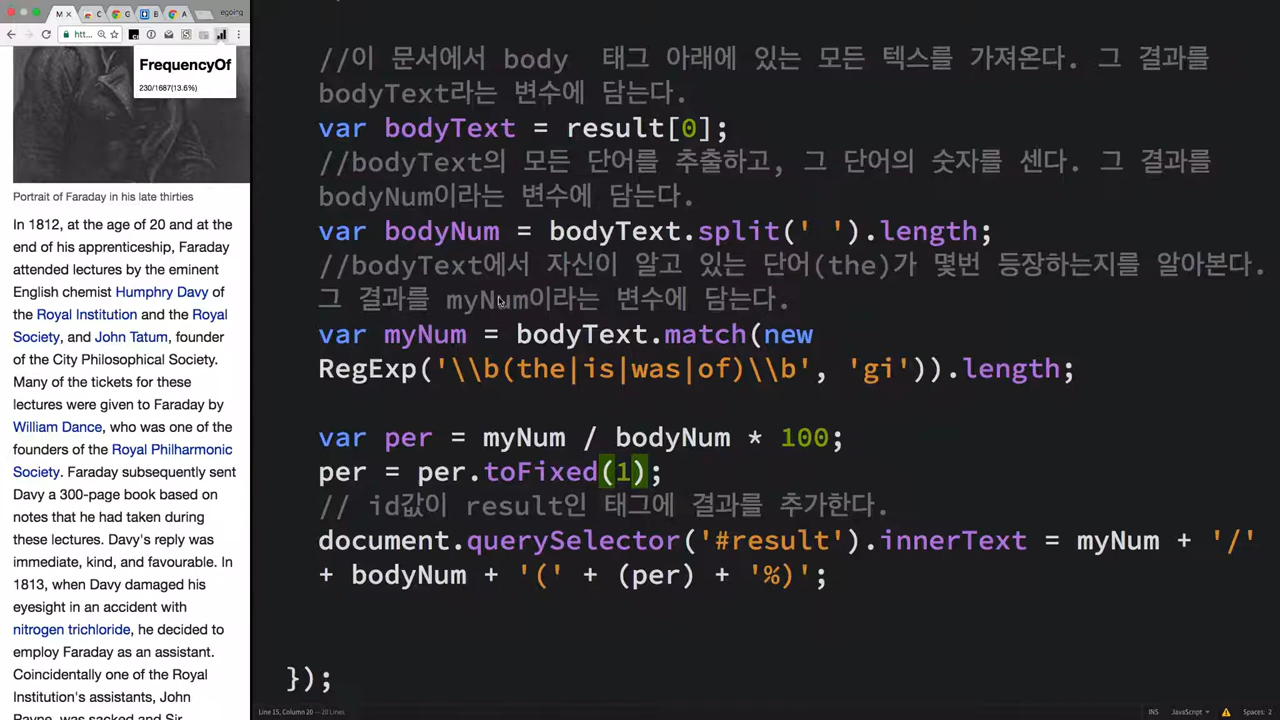 egoing
M
C
G
B
A
htt...
FrequencyOf
230/1687(13.6%)
Portrait of Faraday in his late thirties
In 1812, at the age of 20 and at the
end of his apprenticeship, Faraday
attended lectures by the eminent
English chemist Humphry Davy of
the Royal Institution and the Royal
Society, and John Tatum, founder
of the City Philosophical Society.
Many of the tickets for these
lectures were given to Faraday by
William Dance, who was one of the
founders of the Royal Philharmonic
Society. Faraday subsequently sent
Davy a 300-page book based on
notes that he had taken during
these lectures. Davy's reply was
immediate, kind, and favourable. In
1813, when Davy damaged his
eyesight in an accident with
nitrogen trichloride, he decided to
employ Faraday as an assistant.
Coincidentally one of the Royal
Institution's assistants, John
Payne, was sacked and Sir
//이 문서에서 body 태그 아래에 있는 모든 텍스를 가져온다. 그 결과를
bodyText라는 변수에 담는다.
var bodyText = result[0];
//bodyText의 모든 단어를 추출하고, 그 단어의 숫자를 센다. 그 결과를
bodyNum이라는 변수에 담는다.
var bodyNum = bodyText.split(' ').length;
//bodyText에서 자신이 알고 있는 단어(the)가 몇번 등장하는지를 알아본다.
그 결과를 myNum이라는 변수에 담는다.
var myNum = bodyText.match(new
RegExp('\\b(the|is|was|of)\\b', 'gi')).length;
var per = myNum / bodyNum * 100;
per = per.toFixed(1);
// id값이 result인 태그에 결과를 추가한다.
document.querySelector('#result').innerText = myNum + '/'
+ bodyNum + '(' + (per) + '%)';
});
Line 15, Column 20 — 20 Lines
INS
JavaScript
Spaces: 2